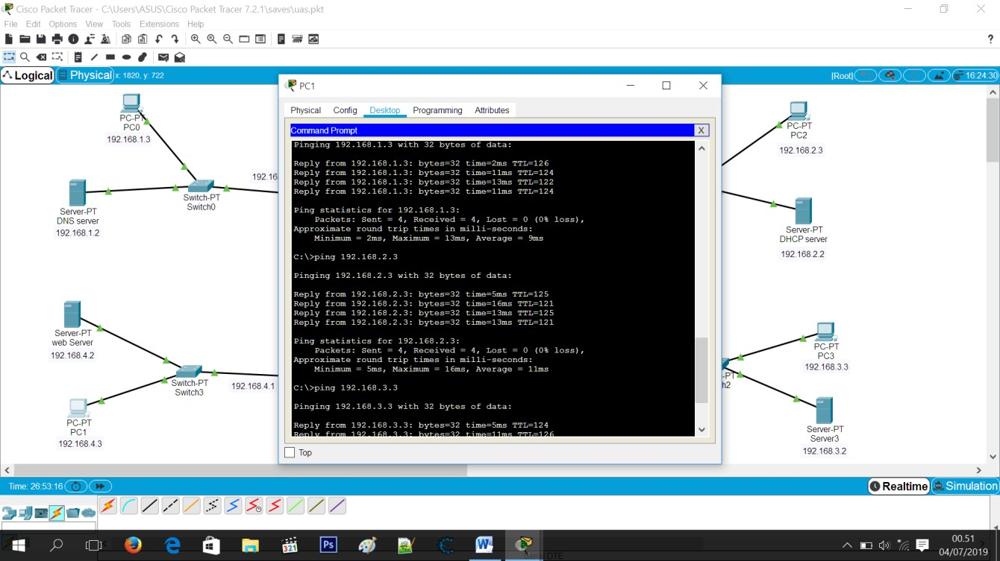 Cisco Packet Tracer - C:\Users\ASUS\Cisco Packet Tracer 7.2.1\saves\uas.pkt
File Edit Options View Tools Extensions Help
?
Logical Physical x: 1820, y: 722
[Root] 16:24:30
PC-PT
PC0
192.168.1.3
Server-PT
DNS server
192.168.1.2
Switch-PT
Switch0
192.16
Server-PT
web Server
192.168.4.2
Switch-PT
Switch3
192.168.4.1
PC-PT
PC1
192.168.4.3
PC1
Physical Config Desktop Programming Attributes
Command Prompt X
Pinging 192.168.1.3 with 32 bytes of data:
Reply from 192.168.1.3: bytes=32 time=2ms TTL=126
Reply from 192.168.1.3: bytes=32 time=11ms TTL=124
Reply from 192.168.1.3: bytes=32 time=13ms TTL=122
Reply from 192.168.1.3: bytes=32 time=11ms TTL=124
Ping statistics for 192.168.1.3:
Packets: Sent = 4, Received = 4, Lost = 0 (0% loss),
Approximate round trip times in milli-seconds:
Minimum = 2ms, Maximum = 13ms, Average = 9ms
C:\>ping 192.168.2.3
Pinging 192.168.2.3 with 32 bytes of data:
Reply from 192.168.2.3: bytes=32 time=5ms TTL=125
Reply from 192.168.2.3: bytes=32 time=16ms TTL=121
Reply from 192.168.2.3: bytes=32 time=13ms TTL=125
Reply from 192.168.2.3: bytes=32 time=13ms TTL=121
Ping statistics for 192.168.2.3:
Packets: Sent = 4, Received = 4, Lost = 0 (0% loss),
Approximate round trip times in milli-seconds:
Minimum = 5ms, Maximum = 16ms, Average = 11ms
C:\>ping 192.168.3.3
Pinging 192.168.3.3 with 32 bytes of data:
Reply from 192.168.3.3: bytes=32 time=5ms TTL=124
Reply from 192.168.3.3: bytes=32 time=11ms TTL=126
Top
PC-PT
PC2
192.168.2.3
Server-PT
DHCP server
192.168.2.2
PC-PT
PC3
192.168.3.3
-PT
h2
Server-PT
Server3
192.168.3.2
Time: 26:53:16
Realtime Simulation
321
Ps
DTE
00.51
04/07/2019